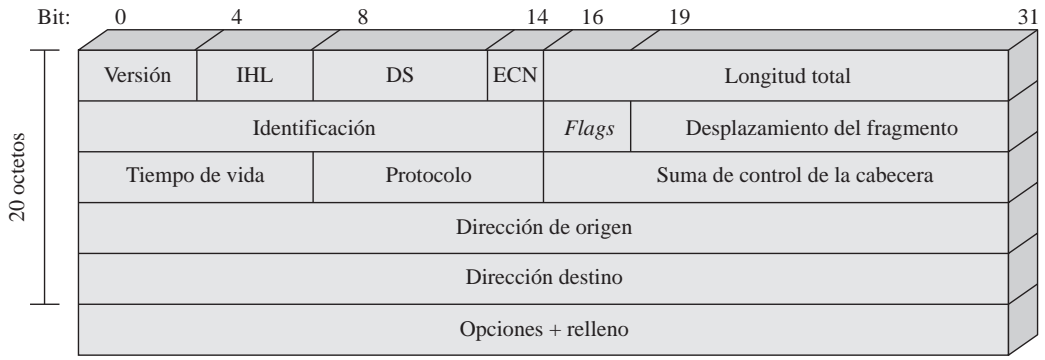 Bit: 0 4 8 14 16 19 31
Versión IHL DS ECN Longitud total
Identificación Flags Desplazamiento del fragmento
Tiempo de vida Protocolo Suma de control de la cabecera
20 octetos
Dirección de origen
Dirección destino
Opciones + relleno